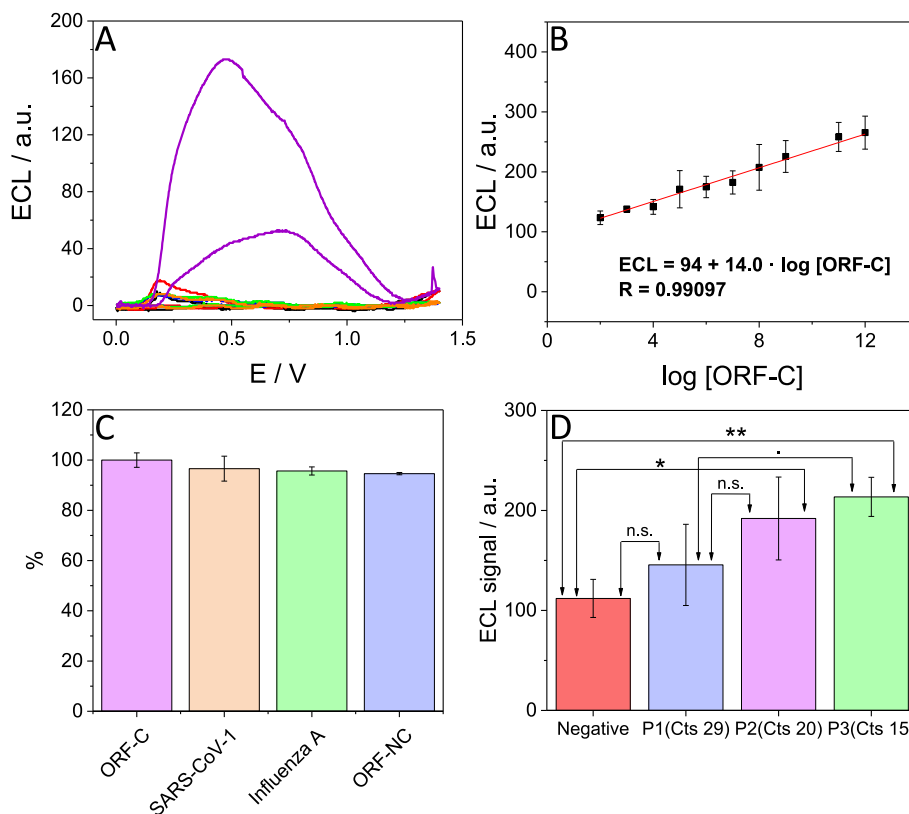 A
200
160
120
80
40
0
ECL / a.u.
0.0 0.5 1.0 1.5
E / V
B
400
300
200
100
0
ECL / a.u.
ECL = 94 + 14.0 · log [ORF-C]
R = 0.99097
4 8 12
log [ORF-C]
C
120
100
80
60
40
20
0
%
ORF-C
SARS-CoV-1
Influenza A
ORF-NC
D
300
200
100
0
ECL signal / a.u.
**
.
*
n.s.
n.s.
Negative P1(Cts 29) P2(Cts 20) P3(Cts 15